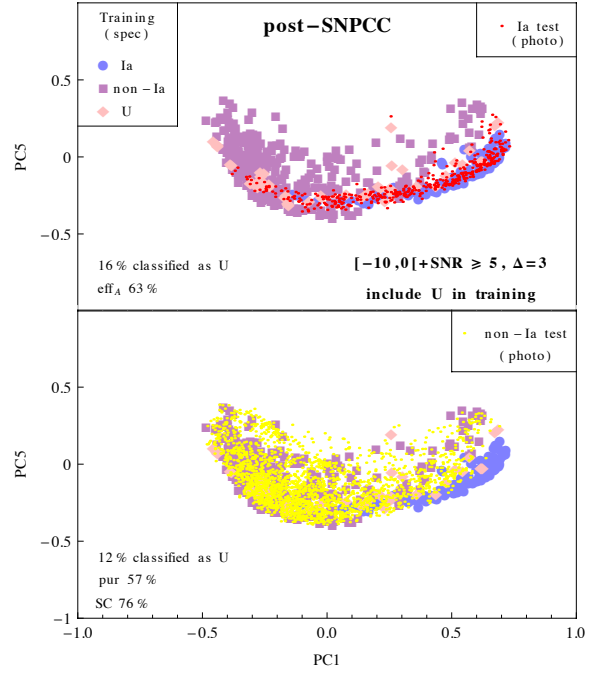 Training
( spec )
Ia
non −Ia
U
post−SNPCC
Ia test
( photo )
0.5
0
−0.5
PC5
16 % classified as U
eff_A 63 %
[ −10 , 0 [ + SNR ⩾ 5 , Δ=3
include U in training
non −Ia test
( photo )
0.5
0
−0.5
−1
PC5
12 % classified as U
pur 57 %
SC 76 %
−1.0
−0.5
0.0
0.5
1.0
PC1